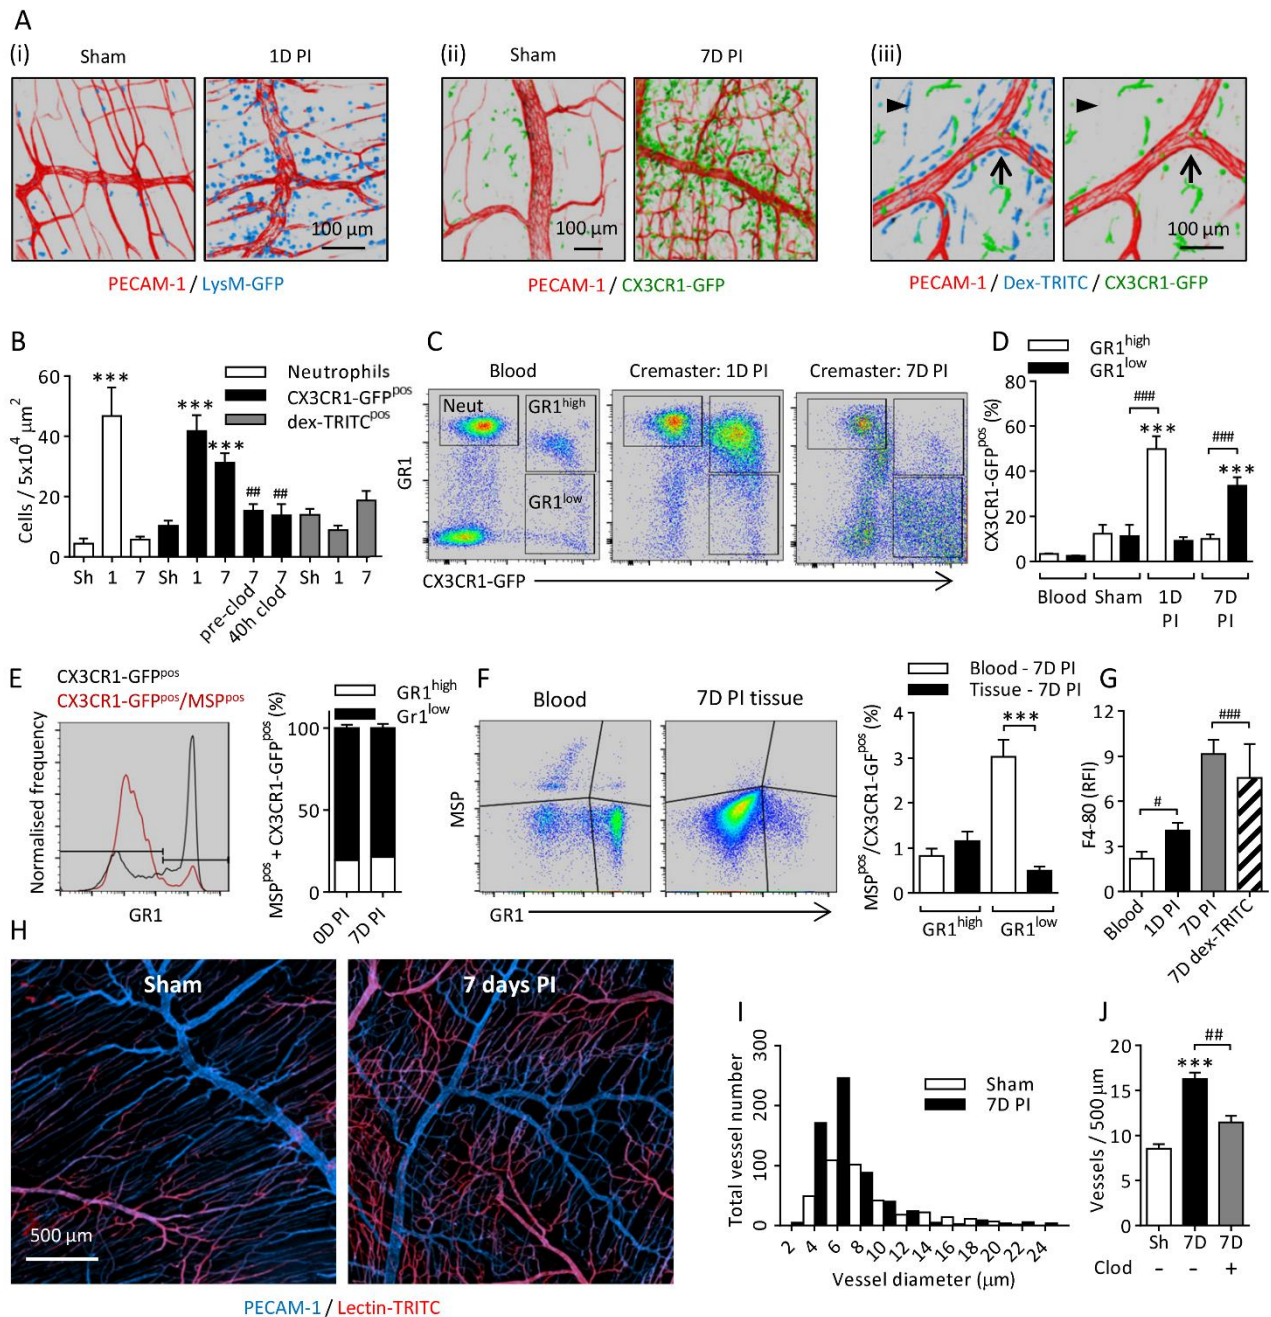 A
(i)
Sham
1D PI
(ii)
Sham
7D PI
(iii)
100 µm
100 µm
100 µm
PECAM-1 / LysM-GFP
PECAM-1 / CX3CR1-GFP
PECAM-1 / Dex-TRITC / CX3CR1-GFP
B
Neutrophils
CX3CR1-GFPpos
dex-TRITCpos
Cells / 5x10⁴ µm²
60
40
20
0
***
***
***
##
##
Sh 1 7 Sh 1 7 7 7 Sh 1 7
pre-clod
40h clod
C
Blood
Cremaster: 1D PI
Cremaster: 7D PI
Neut
GR1high
GR1low
GR1
CX3CR1-GFP
D
GR1high
GR1low
CX3CR1-GFPpos (%)
80
60
40
20
0
###
***
###
***
Blood
Sham
1D PI
7D PI
E
CX3CR1-GFPpos
CX3CR1-GFPpos/MSPpos
Normalised frequency
GR1
GR1high
Gr1low
MSPpos + CX3CR1-GFPpos (%)
100
50
0
0D PI
7D PI
F
Blood
7D PI tissue
MSP
GR1
Blood - 7D PI
Tissue - 7D PI
MSPpos/CX3CR1-GFpos (%)
4
3
2
1
0
***
GR1high
GR1low
G
F4-80 (RFI)
12
9
6
3
0
#
###
Blood
1D PI
7D PI
7D dex-TRITC
H
Sham
7 days PI
500 µm
PECAM-1 / Lectin-TRITC
I
Total vessel number
300
200
100
0
Sham
7D PI
2 4 6 8 10 12 14 16 18 20 22 24
Vessel diameter (µm)
J
Vessels / 500 µm
20
15
10
5
0
***
##
Sh 7D 7D
Clod - - +